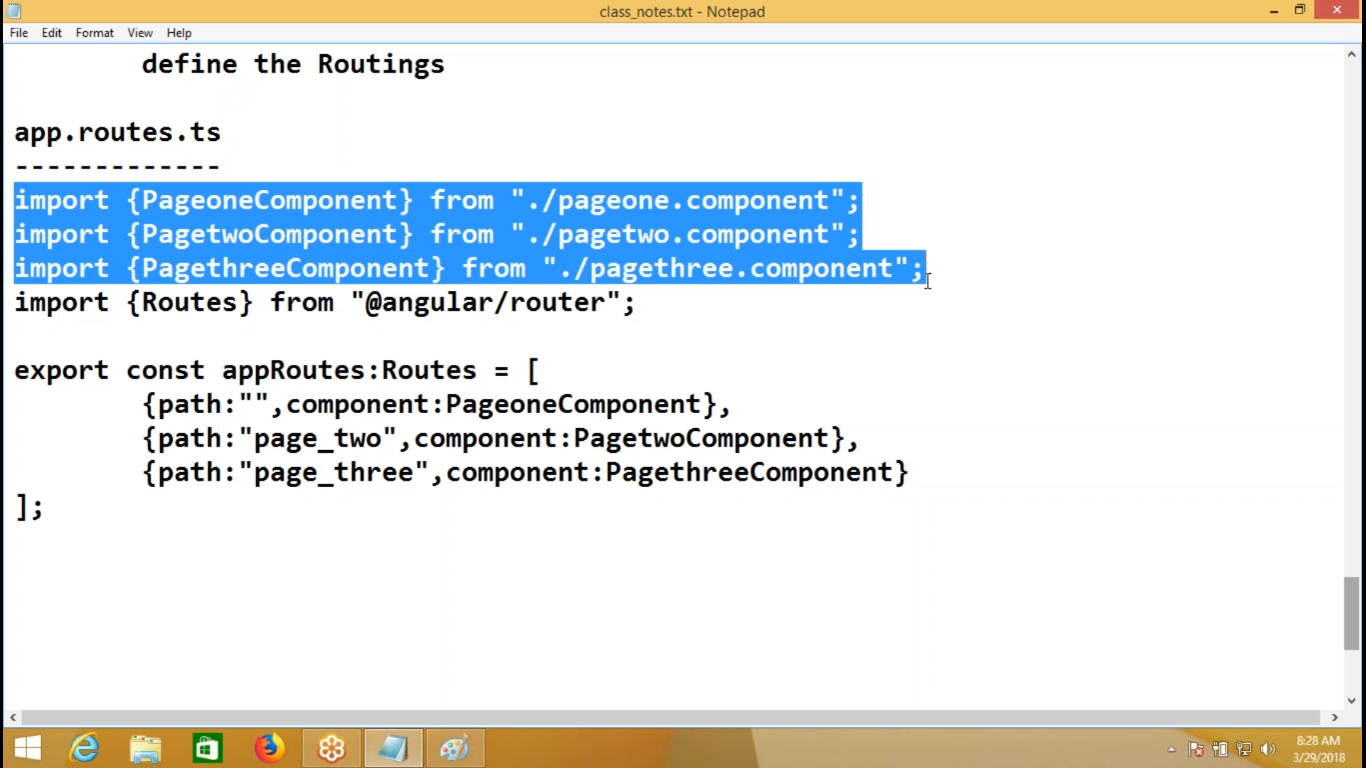 class_notes.txt - Notepad
File Edit Format View Help
define the Routings
app.routes.ts
-------------
import {PageoneComponent} from "./pageone.component";
import {PagetwoComponent} from "./pagetwo.component";
import {PagethreeComponent} from "./pagethree.component";
import {Routes} from "@angular/router";
export const appRoutes:Routes = [
{path:"",component:PageoneComponent},
{path:"page_two",component:PagetwoComponent},
{path:"page_three",component:PagethreeComponent}
];
8:28 AM
3/29/2018